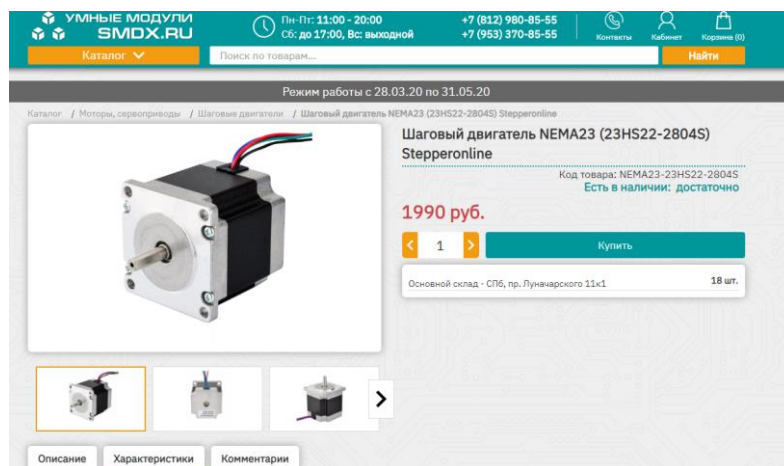 УМНЫЕ МОДУЛИ
SMDX.RU
Пн-Пт: 11:00 - 20:00
Сб: до 17:00, Вс: выходной
+7 (812) 980-85-55
+7 (953) 370-85-55
Контакты
Кабинет
Корзина (0)
Каталог
Поиск по товарам...
Найти
Режим работы с 28.03.20 по 31.05.20
Каталог / Моторы, сервоприводы / Шаговые двигатели / Шаговый двигатель NEMA23 (23HS22-2804S) Stepperonline
Шаговый двигатель NEMA23 (23HS22-2804S)
Stepperonline
Код товара: NEMA23-23HS22-2804S
Есть в наличии: достаточно
1990 руб.
< 1 >
Купить
Основной склад - СПб, пр. Луначарского 11к1
18 шт.
Описание
Характеристики
Комментарии